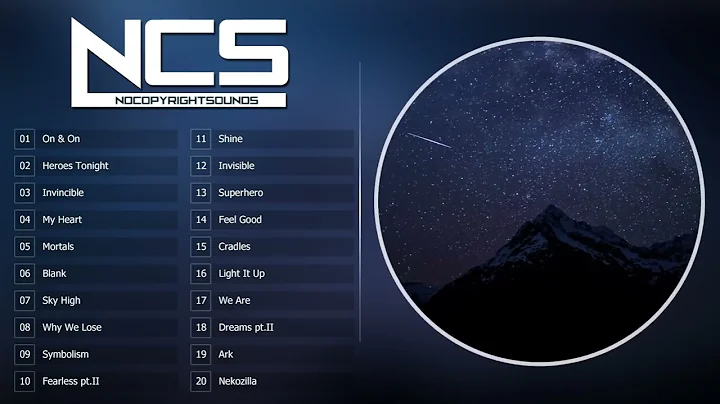 NCS
NOCOPYRIGHTSOUNDS
01 On & On
02 Heroes Tonight
03 Invincible
04 My Heart
05 Mortals
06 Blank
07 Sky High
08 Why We Lose
09 Symbolism
10 Fearless pt.II
11 Shine
12 Invisible
13 Superhero
14 Feel Good
15 Cradles
16 Light It Up
17 We Are
18 Dreams pt.II
19 Ark
20 Nekozilla